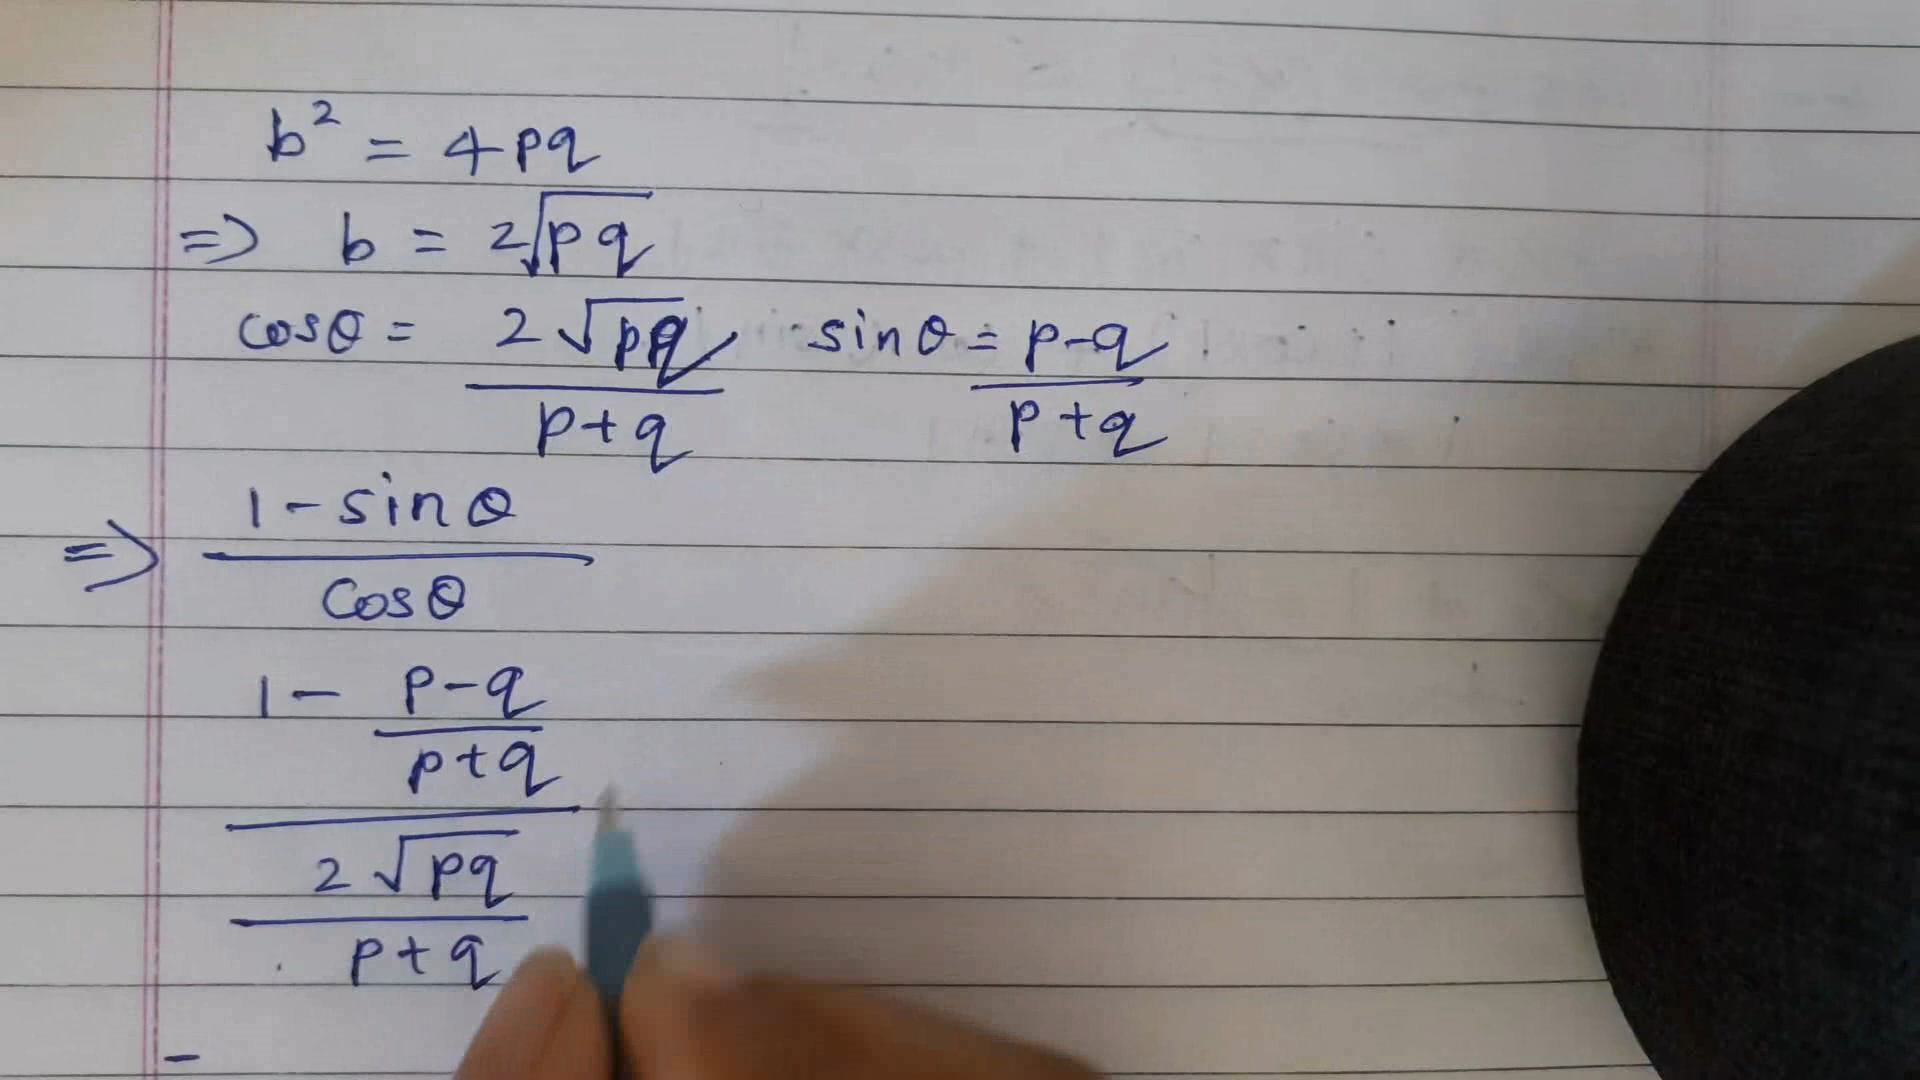 b² = 4pq
=> b = 2√pq
cosθ = 2√pq / p+q sinθ = p-q / p+q
=> 1 - sinθ / cosθ
1 - p-q / p+q
2√pq / p+q
-